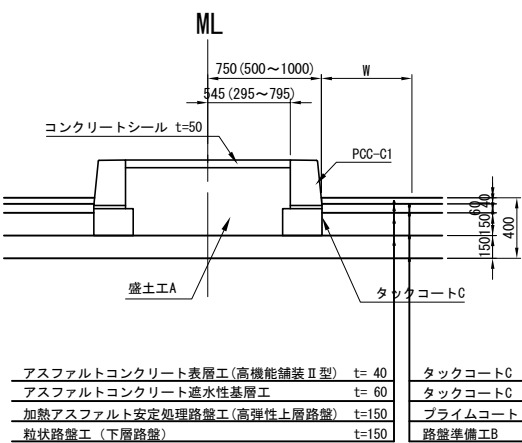 ML
750(500～1000)
W
545(295～795)
コンクリートシール t=50
PCC-C1
40
60
150
150
400
盛土工A
タックコートC
アスファルトコンクリート表層工(高機能舗装Ⅱ型) t= 40 タックコートC
アスファルトコンクリート遮水性基層工 t= 60 タックコートC
加熱アスファルト安定処理路盤工(高弾性上層路盤) t=150 プライムコート
粒状路盤工（下層路盤） t=150 路盤準備工B